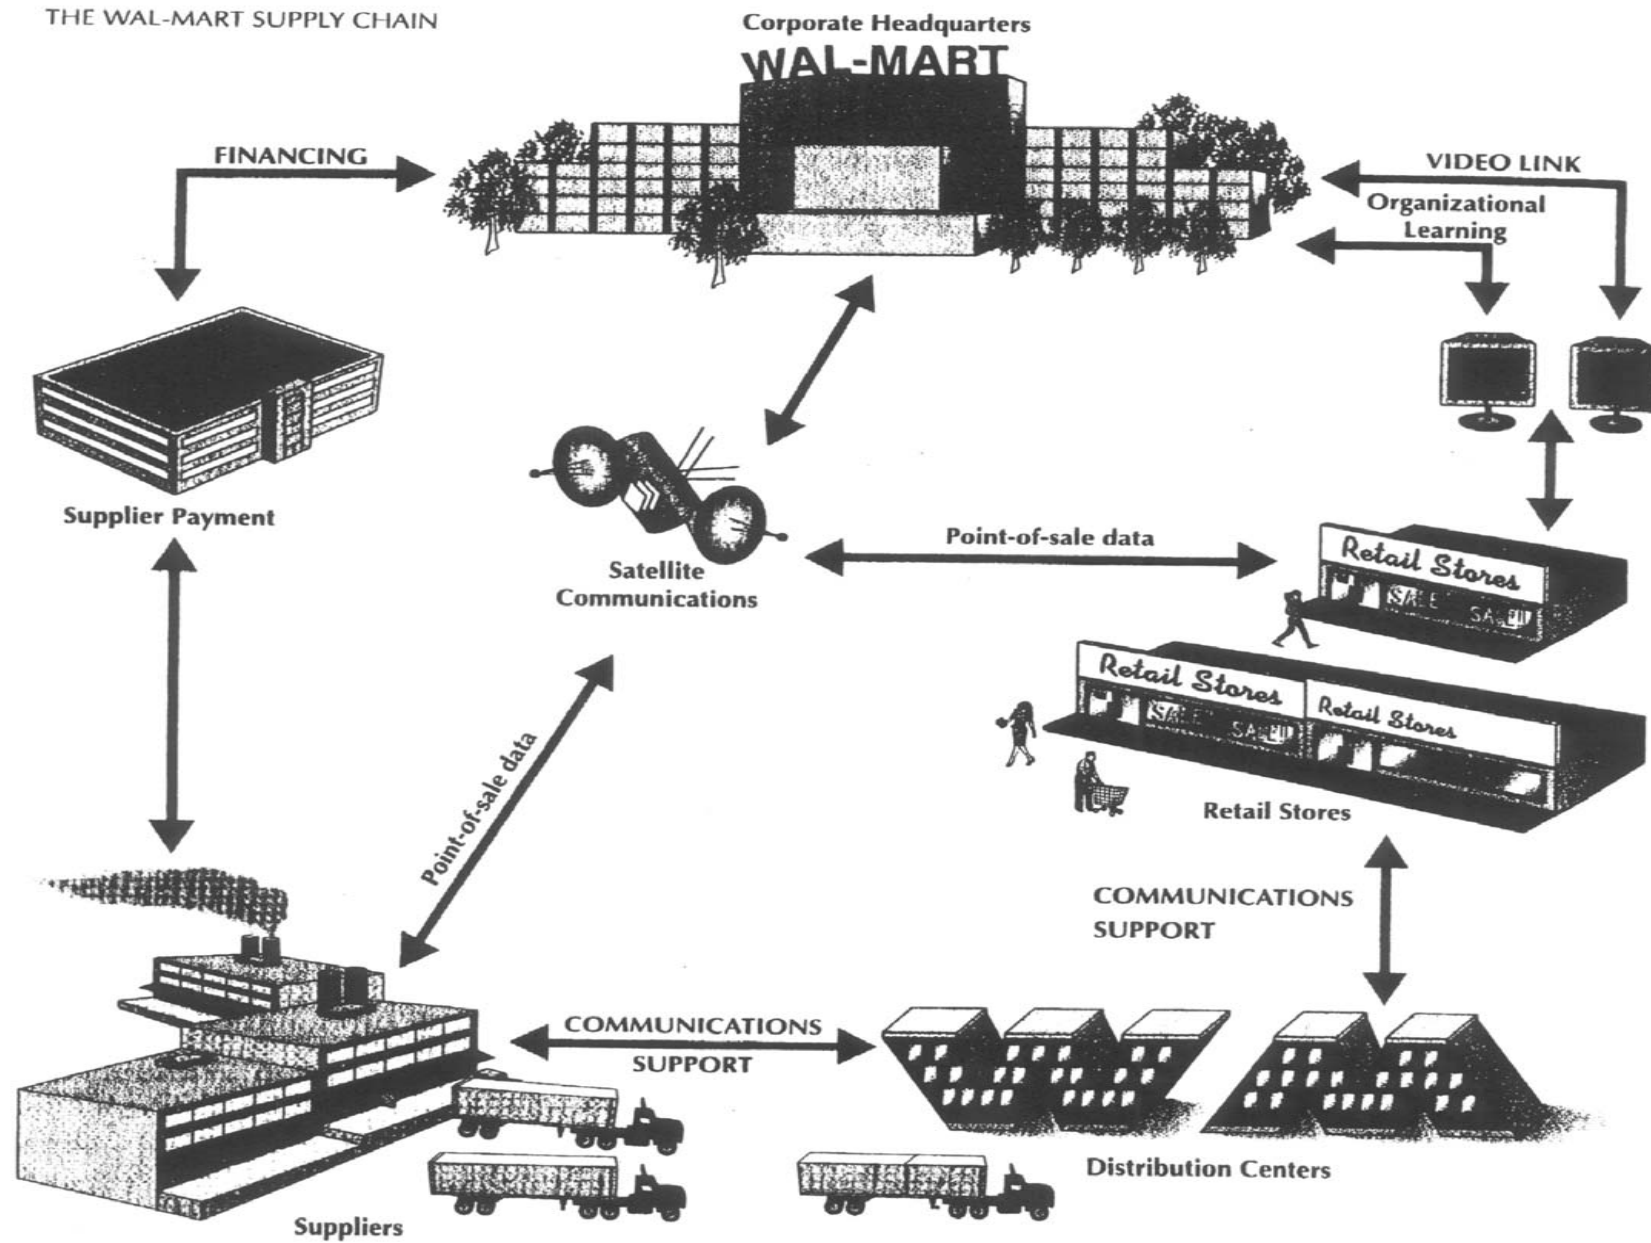 THE WAL-MART SUPPLY CHAIN
Corporate Headquarters
WAL-MART
FINANCING
VIDEO LINK
Organizational
Learning
Supplier Payment
Satellite
Communications
Point-of-sale data
Retail Stores
SALE SALE!!
Retail Stores
SALE SALE!!
Retail Stores
Retail Stores
Point-of-sale data
COMMUNICATIONS
SUPPORT
COMMUNICATIONS
SUPPORT
Distribution Centers
Suppliers